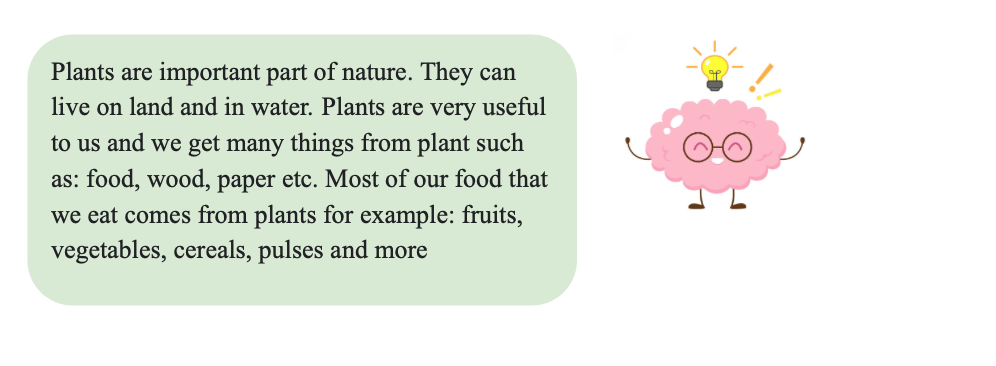 Plants are important part of nature. They can
live on land and in water. Plants are very useful
to us and we get many things from plant such
as: food, wood, paper etc. Most of our food that
we eat comes from plants for example: fruits,
vegetables, cereals, pulses and more